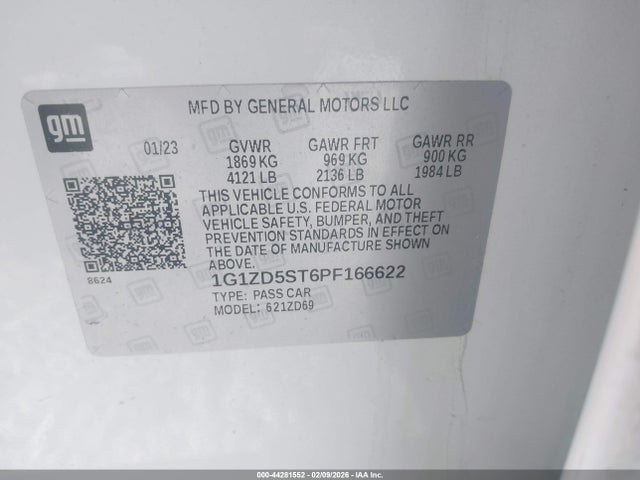 gm
MFD BY GENERAL MOTORS LLC
01/23 GVWR GAWR FRT GAWR RR
1869 KG 969 KG 900 KG
4121 LB 2136 LB 1984 LB
THIS VEHICLE CONFORMS TO ALL
APPLICABLE U.S. FEDERAL MOTOR
VEHICLE SAFETY, BUMPER, AND THEFT
PREVENTION STANDARDS IN EFFECT ON
THE DATE OF MANUFACTURE SHOWN
ABOVE.
8624
1G1ZD5ST6PF166622
TYPE: PASS CAR
MODEL: 621ZD69
000-44281552 - 02/09/2026 - IAAI.CA